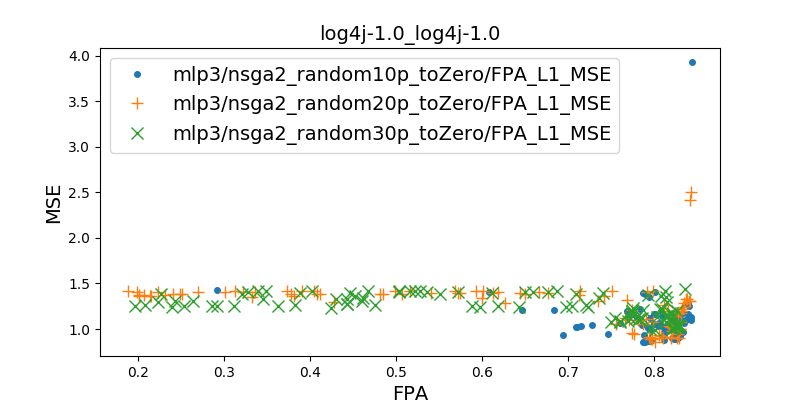 log4j-1.0_log4j-1.0
mlp3/nsga2_random10p_toZero/FPA_L1_MSE
mlp3/nsga2_random20p_toZero/FPA_L1_MSE
mlp3/nsga2_random30p_toZero/FPA_L1_MSE
MSE
4.0
3.5
3.0
2.5
2.0
1.5
1.0
0.2 0.3 0.4 0.5 0.6 0.7 0.8
FPA